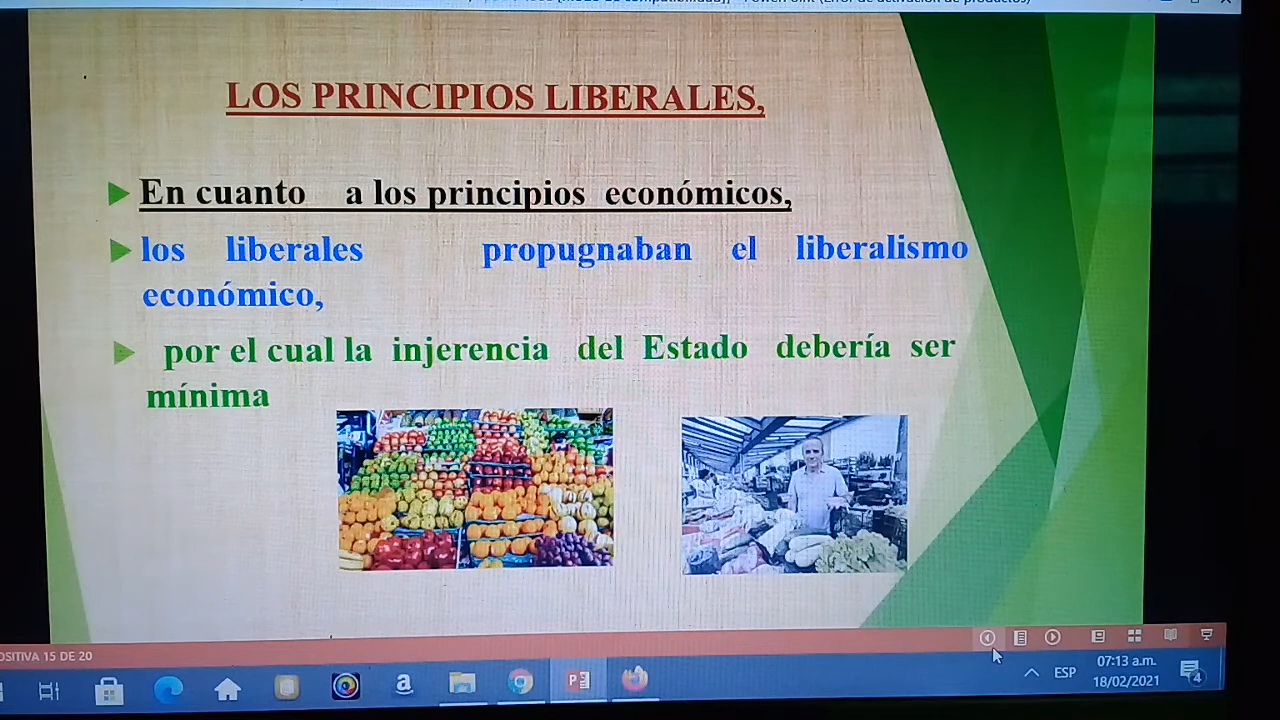 LOS PRINCIPIOS LIBERALES,
En cuanto a los principios económicos,
los liberales propugnaban el liberalismo
económico,
por el cual la injerencia del Estado debería ser
mínima
15 DE 20
ESP
07:13 a.m.
18/02/2021
4